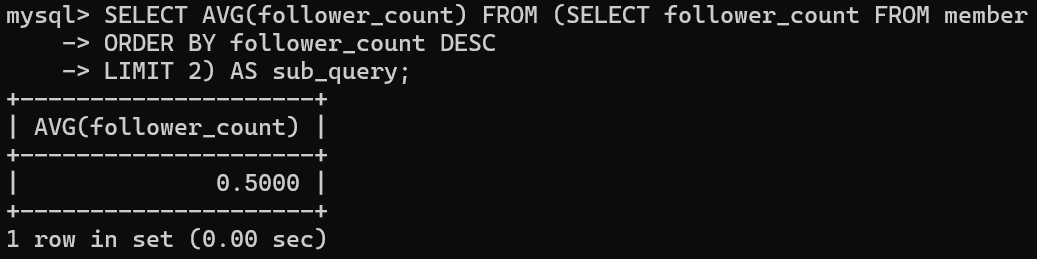 mysql> SELECT AVG(follower_count) FROM (SELECT follower_count FROM member
    -> ORDER BY follower_count DESC
    -> LIMIT 2) AS sub_query;
+---------------------+
| AVG(follower_count) |
+---------------------+
|              0.5000 |
+---------------------+
1 row in set (0.00 sec)